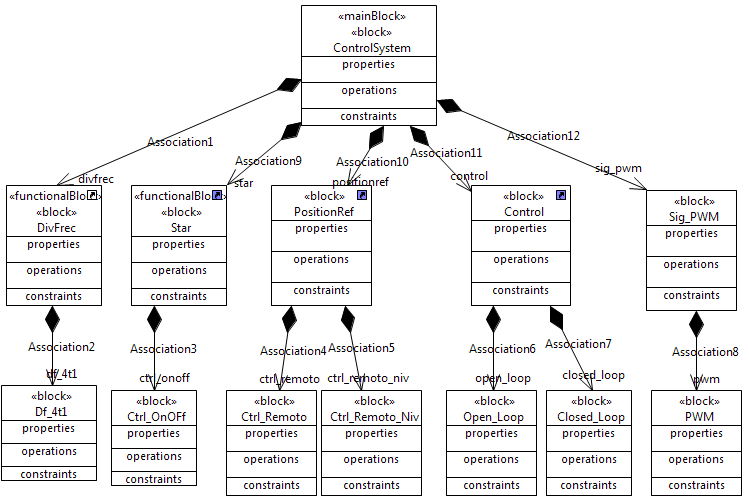 «mainBlock»
«block»
ControlSystem
properties
operations
constraints
Association1
Association9
Association10
Association11
Association12
divfrec
star
positionref
control
sig_pwm
«functionalBlock»
«block»
DivFrec
properties
operations
constraints
«functionalBlock»
«block»
Star
properties
operations
constraints
«block»
PositionRef
properties
operations
constraints
«block»
Control
properties
operations
constraints
«block»
Sig_PWM
properties
operations
constraints
Association2
Association3
Association4
Association5
Association6
Association7
Association8
df_4t1
ctrl_onoff
ctrl_remoto
ctrl_remoto_niv
open_loop
closed_loop
pwm
«block»
Df_4t1
properties
operations
constraints
«block»
Ctrl_OnOFf
properties
operations
constraints
«block»
Ctrl_Remoto
properties
operations
constraints
«block»
Ctrl_Remoto_Niv
properties
operations
constraints
«block»
Open_Loop
properties
operations
constraints
«block»
Closed_Loop
properties
operations
constraints
«block»
PWM
properties
operations
constraints